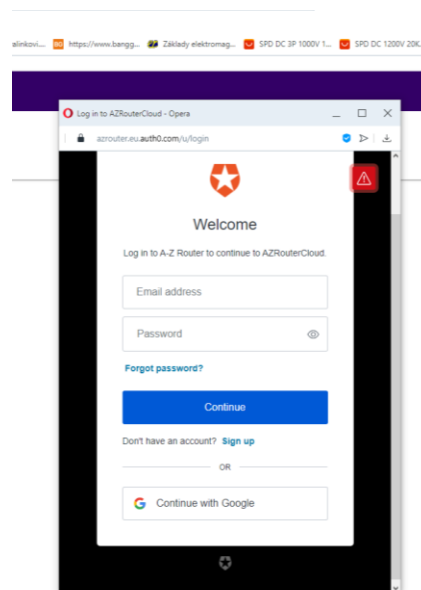 alinkovi... BG https://www.bangg... Základy elektromag... SPD DC 3P 1000V 1... SPD DC 1200V 20K
Log in to AZRouterCloud - Opera
azrouter.eu.auth0.com/u/login
Welcome
Log in to A-Z Router to continue to AZRouterCloud.
Email address
Password
Forgot password?
Continue
Don't have an account? Sign up
OR
Continue with Google